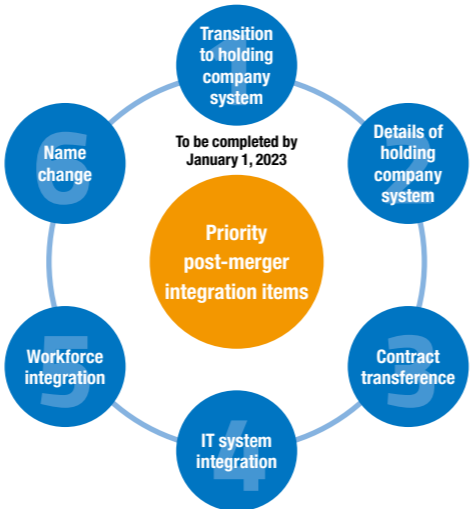 1
Transition
to holding
company
system
To be completed by
January 1, 2023
2
Details of
holding
company
system
6
Name
change
Priority
post-merger
integration items
3
Contract
transference
5
Workforce
integration
4
IT system
integration